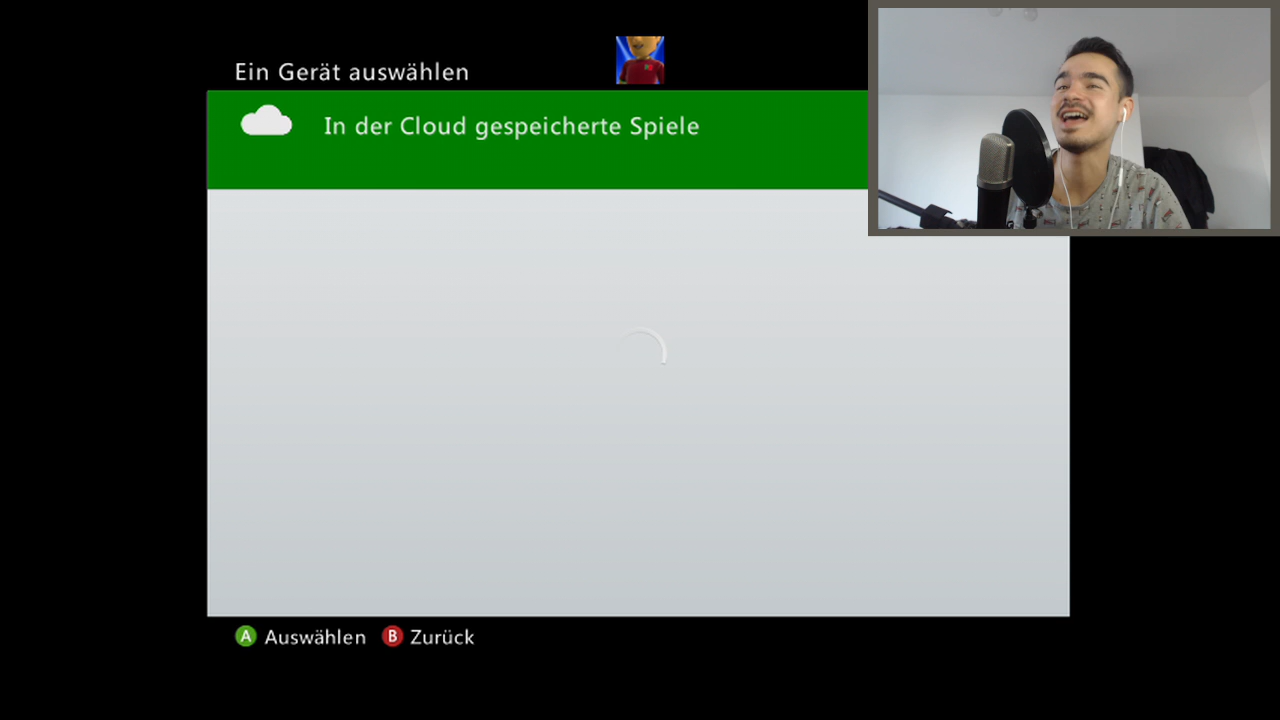 Ein Gerät auswählen
In der Cloud gespeicherte Spiele
A Auswählen B Zurück